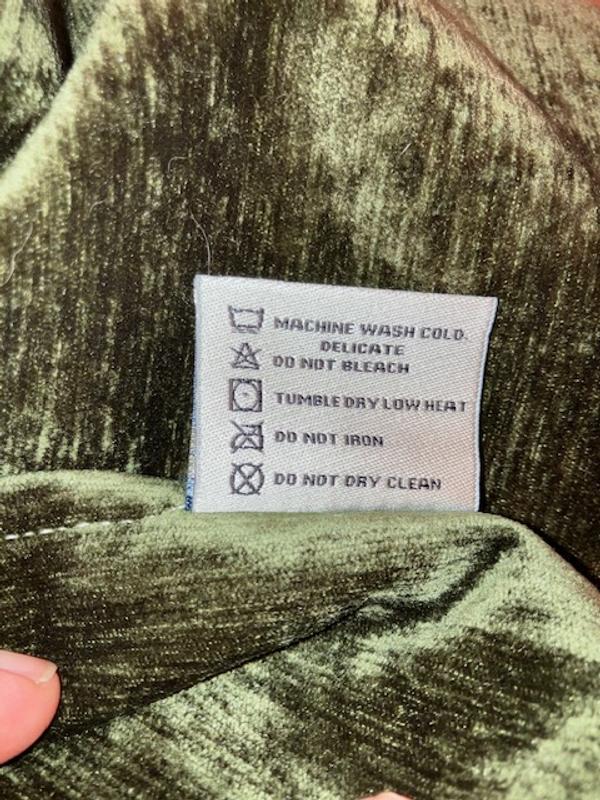 MACHINE WASH COLD.
DELICATE
DO NOT BLEACH
TUMBLE DRY LOW HEAT
DO NOT IRON
DO NOT DRY CLEAN